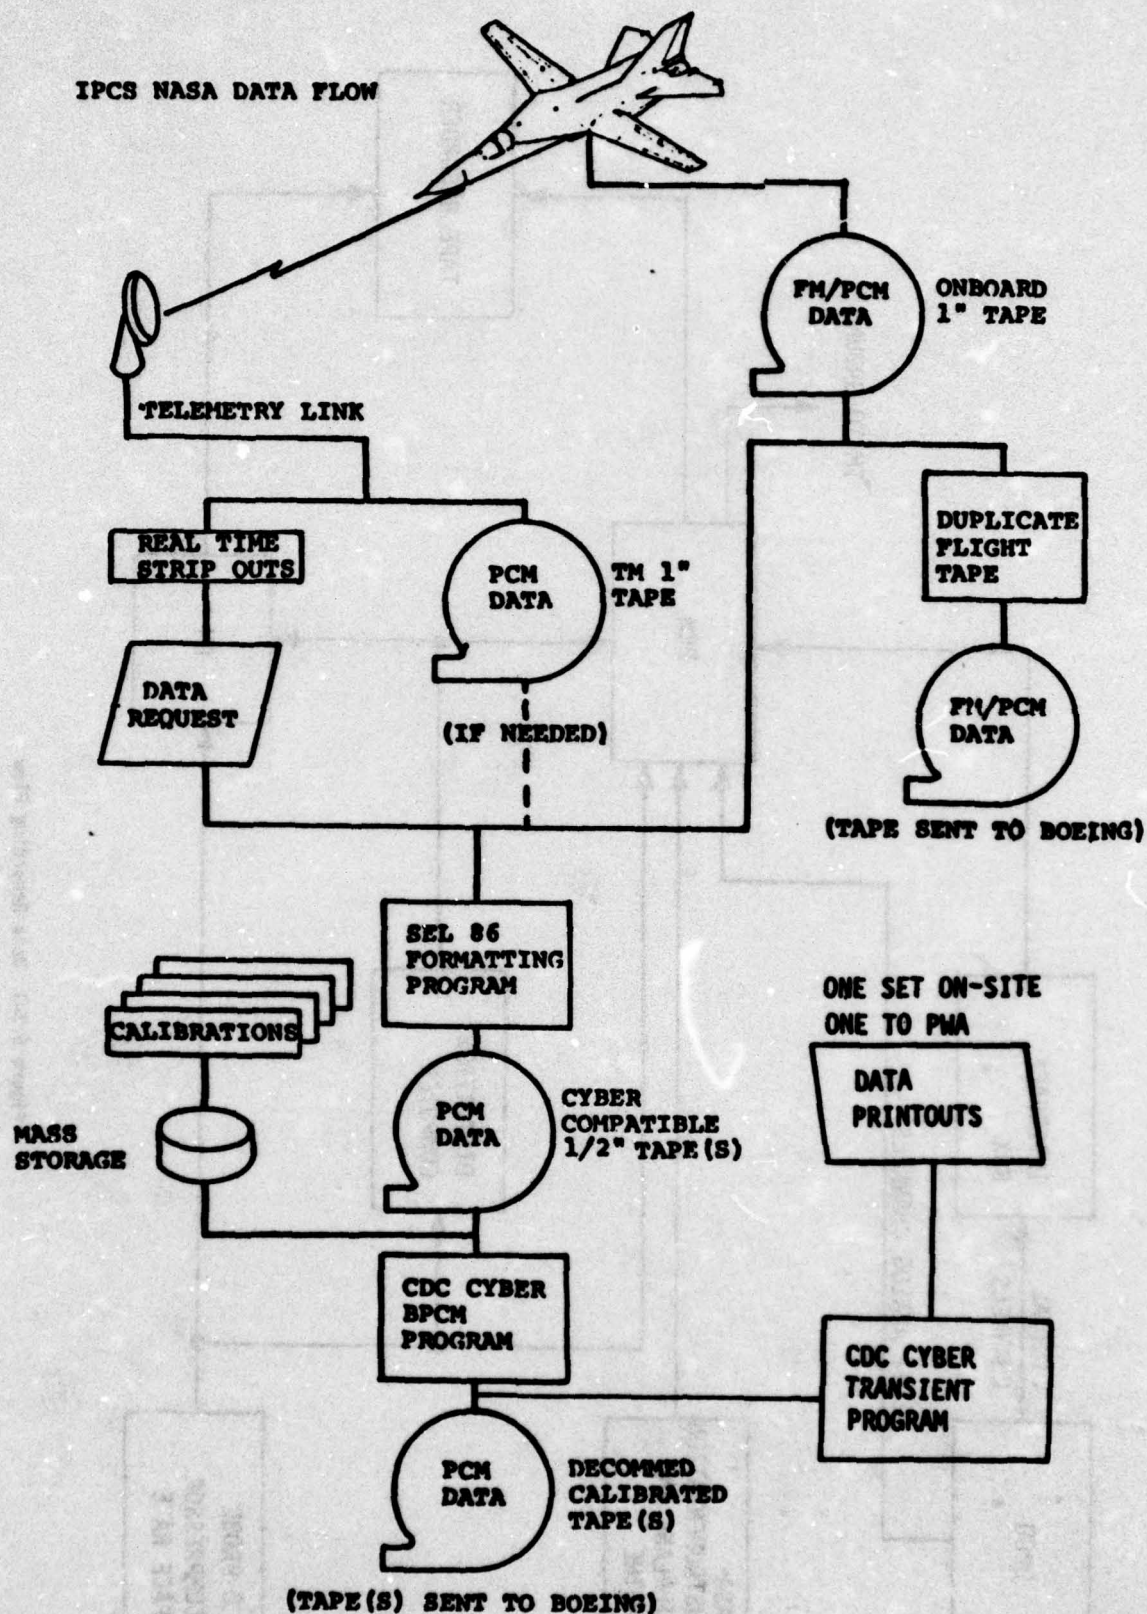 IPCS NASA DATA FLOW
FM/PCM
DATA
ONBOARD
1" TAPE
TELEMETRY LINK
REAL TIME
STRIP OUTS
PCM
DATA
TM 1"
TAPE
DUPLICATE
FLIGHT
TAPE
DATA
REQUEST
(IF NEEDED)
FM/PCM
DATA
(TAPE SENT TO BOEING)
SEL 86
FORMATTING
PROGRAM
CALIBRATIONS
MASS
STORAGE
PCM
DATA
CYBER
COMPATIBLE
1/2" TAPE(S)
ONE SET ON-SITE
ONE TO PWA
DATA
PRINTOUTS
CDC CYBER
BPCM
PROGRAM
CDC CYBER
TRANSIENT
PROGRAM
PCM
DATA
DECOMMED
CALIBRATED
TAPE(S)
(TAPE(S) SENT TO BOEING)